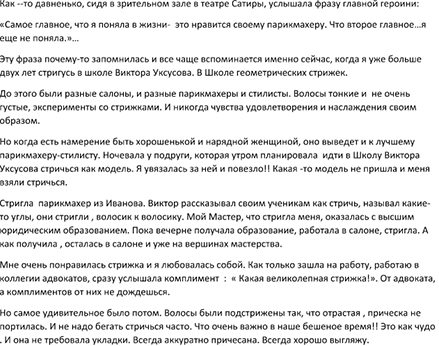 Как --то давненько, сидя в зрительном зале в театре Сатиры, услышала фразу главной героини:
«Самое главное, что я поняла в жизни- это нравится своему парикмахеру. Что второе главное…я
еще не поняла.»…
Эту фраза почему-то запомнилась и все чаще вспоминается именно сейчас, когда я уже больше
двух лет стригусь в школе Виктора Уксусова. В Школе геометрических стрижек.
До этого были разные салоны, и разные парикмахеры и стилисты. Волосы тонкие и не очень
густые, эксперименты со стрижками. И никогда чувства удовлетворения и наслаждения своим
образом.
Но когда есть намерение быть хорошенькой и нарядной женщиной, оно выведет и к лучшему
парикмахеру-стилисту. Ночевала у подруги, которая утром планировала идти в Школу Виктора
Уксусова стричься как модель. Я увязалась за ней и повезло!! Какая -то модель не пришла и меня
взяли стричься.
Стригла парикмахер из Иванова. Виктор рассказывал своим ученикам как стричь, называл какие-
то углы, они стригли , волосик к волосику. Мой Мастер, что стригла меня, оказалась с высшим
юридическим образованием. Пока вечерне получала образование, работала в салоне, стригла. А
как получила , осталась в салоне и уже на вершинах мастерства.
Мне очень понравилась стрижка и я любовалась собой. Как только зашла на работу, работаю в
коллегии адвокатов, сразу услышала комплимент : « Какая великолепная стрижка!». От адвоката,
а комплиментов от них не дождешься.
Но самое удивительное было потом. Волосы были подстрижены так, что отрастая , прическа не
портилась. И не надо бегать стричься часто. Что очень важно в наше бешеное время!! Это как чудо
. И она не требовала укладки. Всегда аккуратно причесана. Всегда хорошо выгляжу.